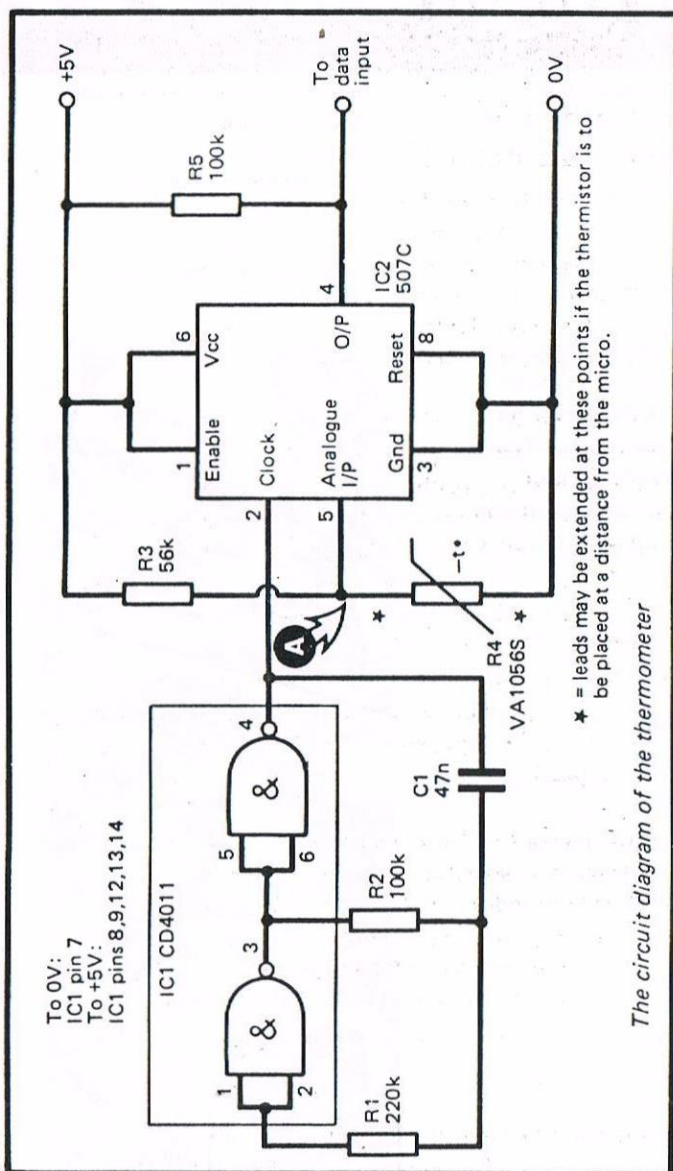 To 0V:
IC1 pin 7
To +5V:
IC1 pins 8,9,12,13,14
IC1 CD4011
1
2
&
3
5
6
&
4
R1
220k
R2
100k
C1
47n
A
R3
56k
*
R4
VA1056S
-t°
*
2
5
1
Enable
6
Vcc
Clock
Analogue
I/P
O/P
4
Gnd
3
Reset
8
IC2
507C
R5
100k
+5V
To
data
input
0V
* = leads may be extended at these points if the thermistor is to
be placed at a distance from the micro.
The circuit diagram of the thermometer